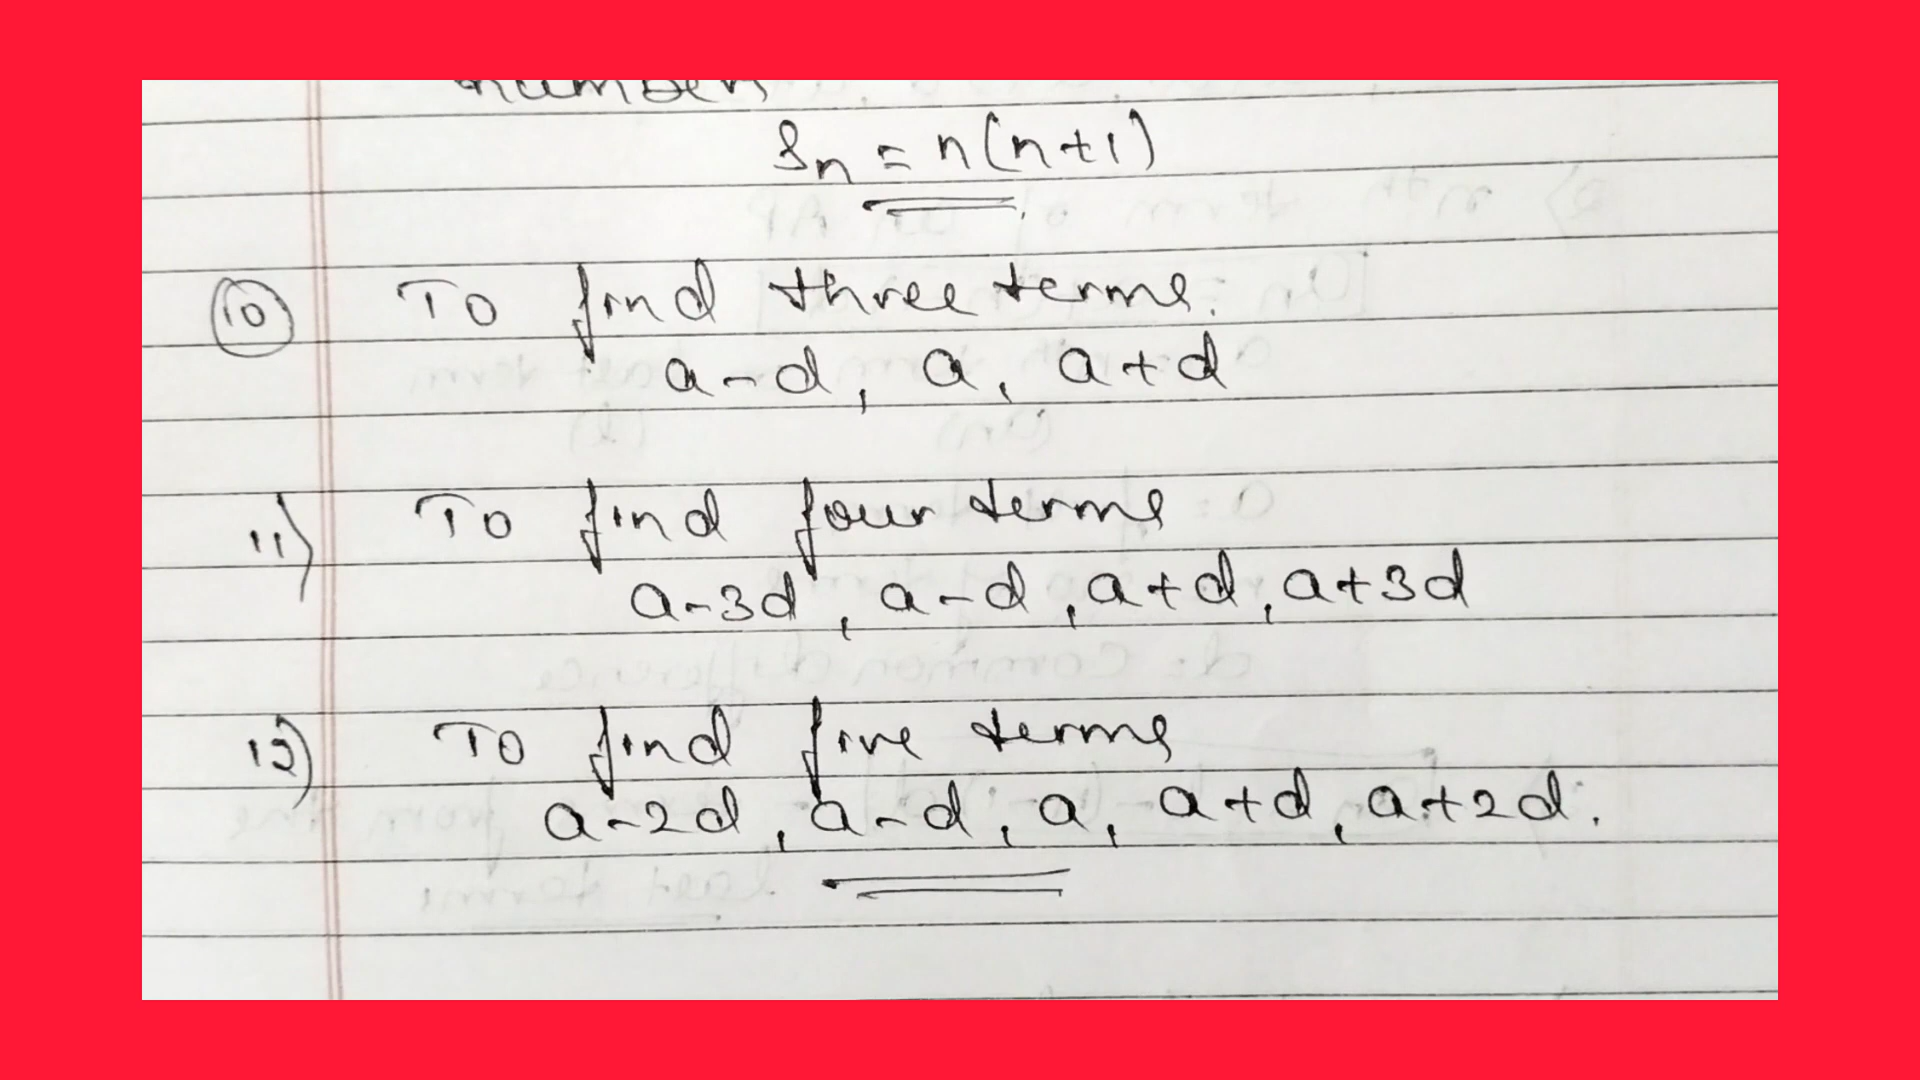 number
Sn = n(n+1)
10 To find three terms.
a-d, a, a+d
11) To find four terms
a-3d, a-d, a+d, a+3d
12) To find five terms
a-2d, a-d, a, a+d, a+2d.